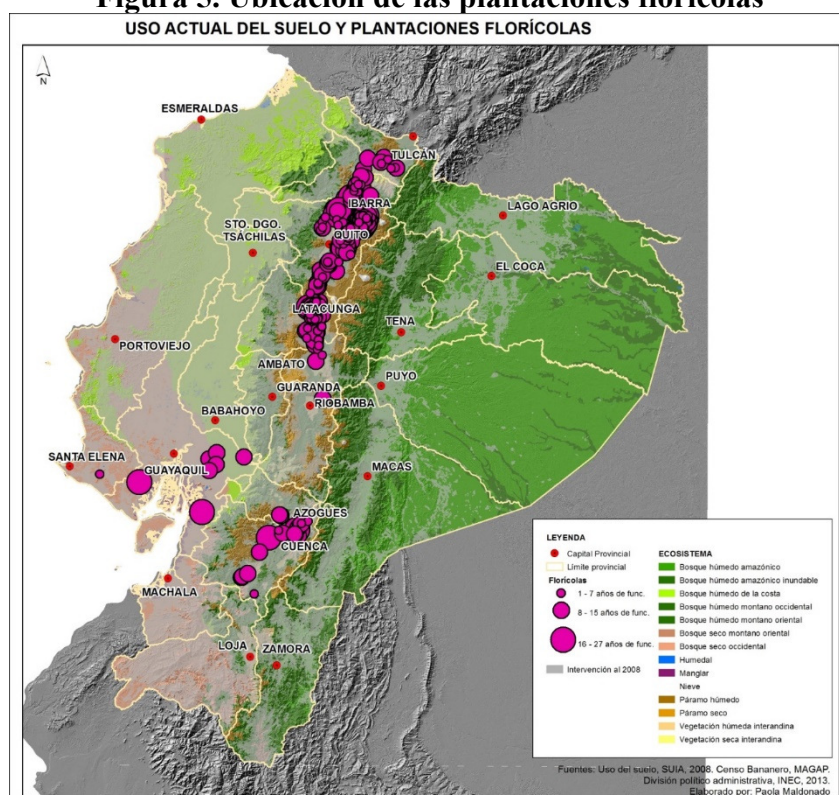 Figura 3. Ubicación de las plantaciones florícolas
USO ACTUAL DEL SUELO Y PLANTACIONES FLORÍCOLAS
N
ESMERALDAS
TULCÁN
IBARRA
LAGO AGRIO
STO. DGO.
TSÁCHILAS
QUITO
EL COCA
LATACUNGA
TENA
PORTOVIEJO
AMBATO
PUYO
GUARANDA
RIOBAMBA
BABAHOYO
SANTA ELENA
GUAYAQUIL
MACAS
AZOGUES
CUENCA
MACHALA
LOJA
ZAMORA
LEYENDA
Capital Provincial
Límite provincial
Florícolas
1 - 7 años de func.
8 - 15 años de func.
16 - 27 años de func.
Intervención al 2008
ECOSISTEMA
Bosque húmedo amazónico
Bosque húmedo amazónico inundable
Bosque húmedo de la costa
Bosque húmedo montano occidental
Bosque húmedo montano oriental
Bosque seco montano oriental
Bosque seco occidental
Humedal
Manglar
Nieve
Páramo húmedo
Páramo seco
Vegetación húmeda interandina
Vegetación seca interandina
Fuentes: Uso del suelo, SUIA, 2008. Censo Bananero, MAGAP.
División político administrativa, INEC, 2013.
Elaborado por: Paola Maldonado